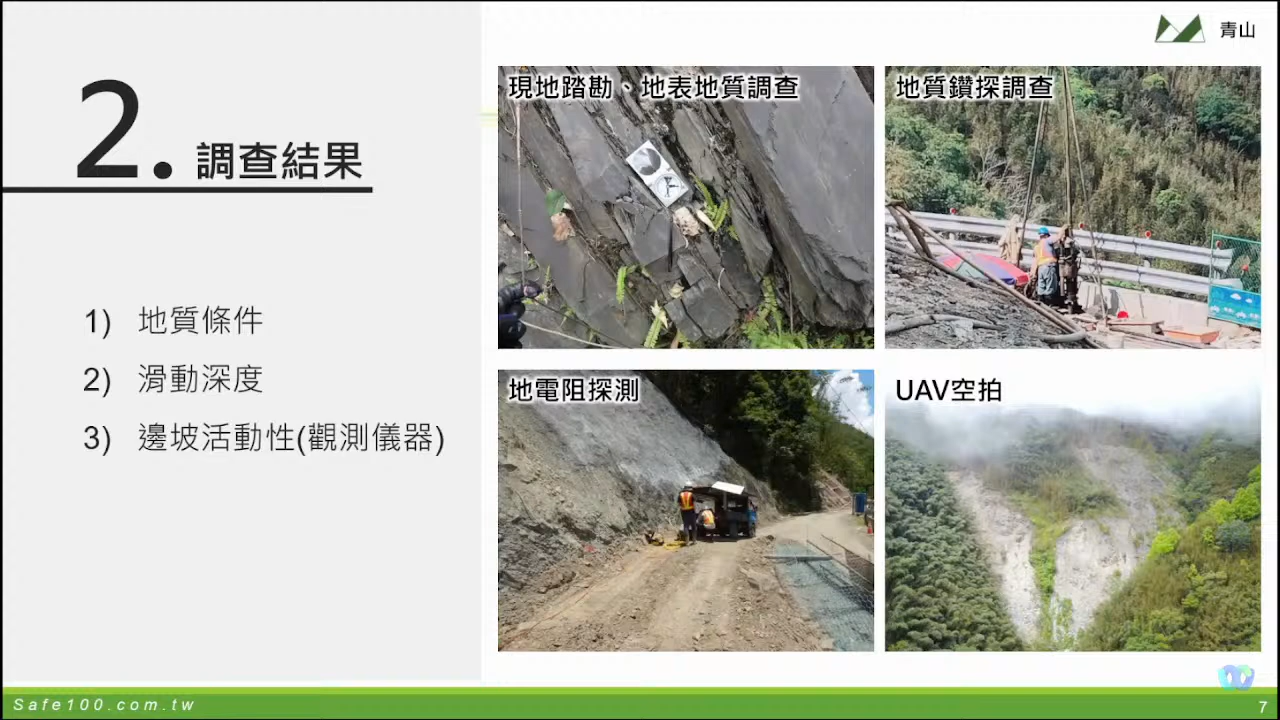 青山
2. 調查結果
1) 地質條件
2) 滑動深度
3) 邊坡活動性(觀測儀器)
現地踏勘、地表地質調查
地質鑽探調查
地電阻探測
UAV空拍
Safe100.com.tw
7